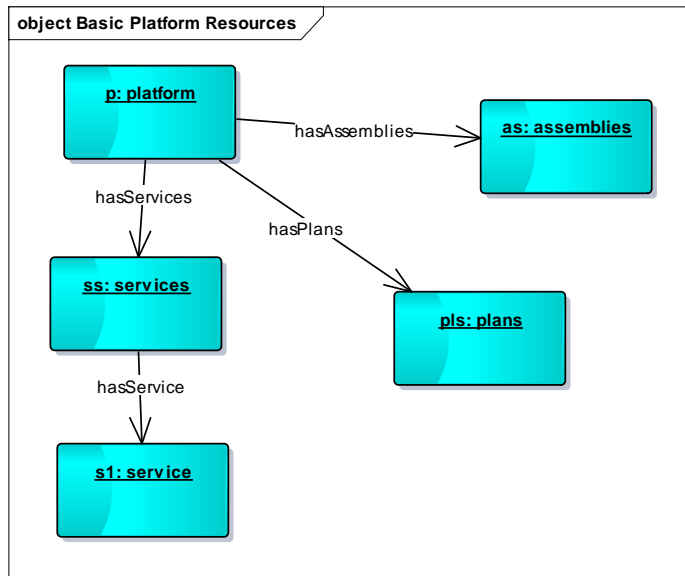 object Basic Platform Resources
p: platform
hasAssemblies
as: assemblies
hasServices
hasPlans
ss: services
pls: plans
hasService
s1: service